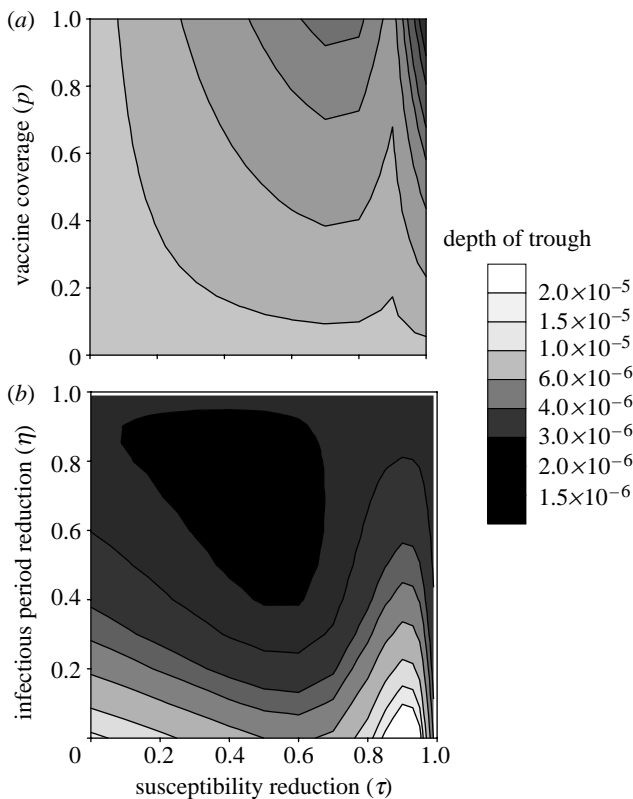 (a)
1.0
0.8
0.6
0.4
0.2
0
vaccine coverage (p)
depth of trough
2.0×10⁻⁵
1.5×10⁻⁵
1.0×10⁻⁵
6.0×10⁻⁶
4.0×10⁻⁶
3.0×10⁻⁶
2.0×10⁻⁶
1.5×10⁻⁶
(b)
1.0
0.8
0.6
0.4
0.2
0
infectious period reduction (η)
0.2 0.4 0.6 0.8 1.0
susceptibility reduction (τ)